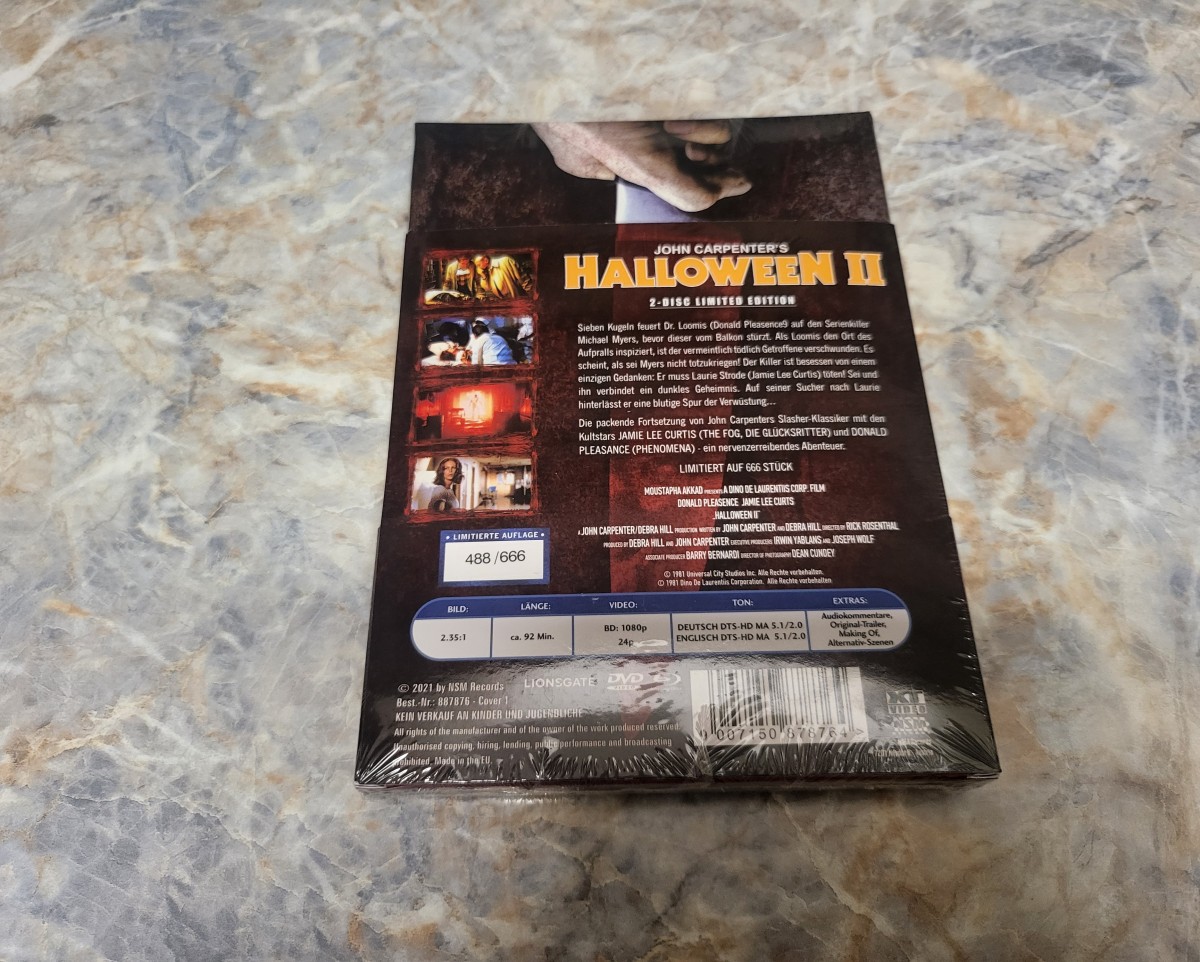 JOHN CARPENTER'S
HALLOWEEN II
2-DISC LIMITED EDITION
Sieben Kugeln feuert Dr. Loomis (Donald Pleasence) auf den Serienkiller
Michael Myers, bevor dieser vom Balkon stürzt. Als Loomis den Ort des
Aufpralls inspiziert, ist der vermeintlich tödlich Getroffene verschwunden. Es
scheint, als sei Myers nicht totzukriegen! Der Killer ist besessen von einem
einzigen Gedanken: Er muss Laurie Strode (Jamie Lee Curtis) töten! Sei und
ihn verbindet ein dunkles Geheimnis. Auf seiner Sucher nach Laurie
hinterlässt er eine blutige Spur der Verwüstung...
Die packende Fortsetzung von John Carpenters Slasher-Klassiker mit den
Kultstars JAMIE LEE CURTIS (THE FOG, DIE GLÜCKSRITTER) und DONALD
PLEASANCE (PHENOMENA) - ein nervenzerreibendes Abenteuer.
LIMITIERT AUF 666 STÜCK
MOUSTAPHA AKKAD PRESENTS A DINO DE LAURENTIIS CORP. FILM
DONALD PLEASENCE JAMIE LEE CURTS
„HALLOWEEN II"
A JOHN CARPENTER/DEBRA HILL PRODUCTION WRITTEN BY JOHN CARPENTER AND DEBRA HILL DIRECTED BY RICK ROSENTHAL
PRODUCED BY DEBRA HILL AND JOHN CARPENTER EXECUTIVE PRODUCERS IRWIN YABLANS AND JOSEPH WOLF
ASSOCIATE PRODUCER BARRY BERNARDI DIRECTOR OF PHOTOGRAPHY DEAN CUNDEY
© 1981 Universal City Studios Inc. Alle Rechte vorbehalten.
© 1981 Dino De Laurentiis Corporation. Alle Rechte vorbehalten.
• LIMITIERTE AUFLAGE •
488 /666
BILD: LÄNGE: VIDEO: TON: EXTRAS:
2.35:1
ca. 92 Min.
BD: 1080p
24p
DEUTSCH DTS-HD MA 5.1/2.0
ENGLISCH DTS-HD MA 5.1/2.0
Audiokommentare,
Original-Trailer,
Making Of,
Alternativ-Szenen
© 2021 by NSM Records
Best.-Nr.: 887876 - Cover 1
KEIN VERKAUF AN KINDER UND JUGENDLICHE
All rights of the manufacturer and of the owner of the work produced reserved.
Unauthorised copying, hiring, lending, public performance and broadcasting
prohibited. Made in the EU.
LIONSGATE
DVD
0 007150 878764 >
XT
VIDEO